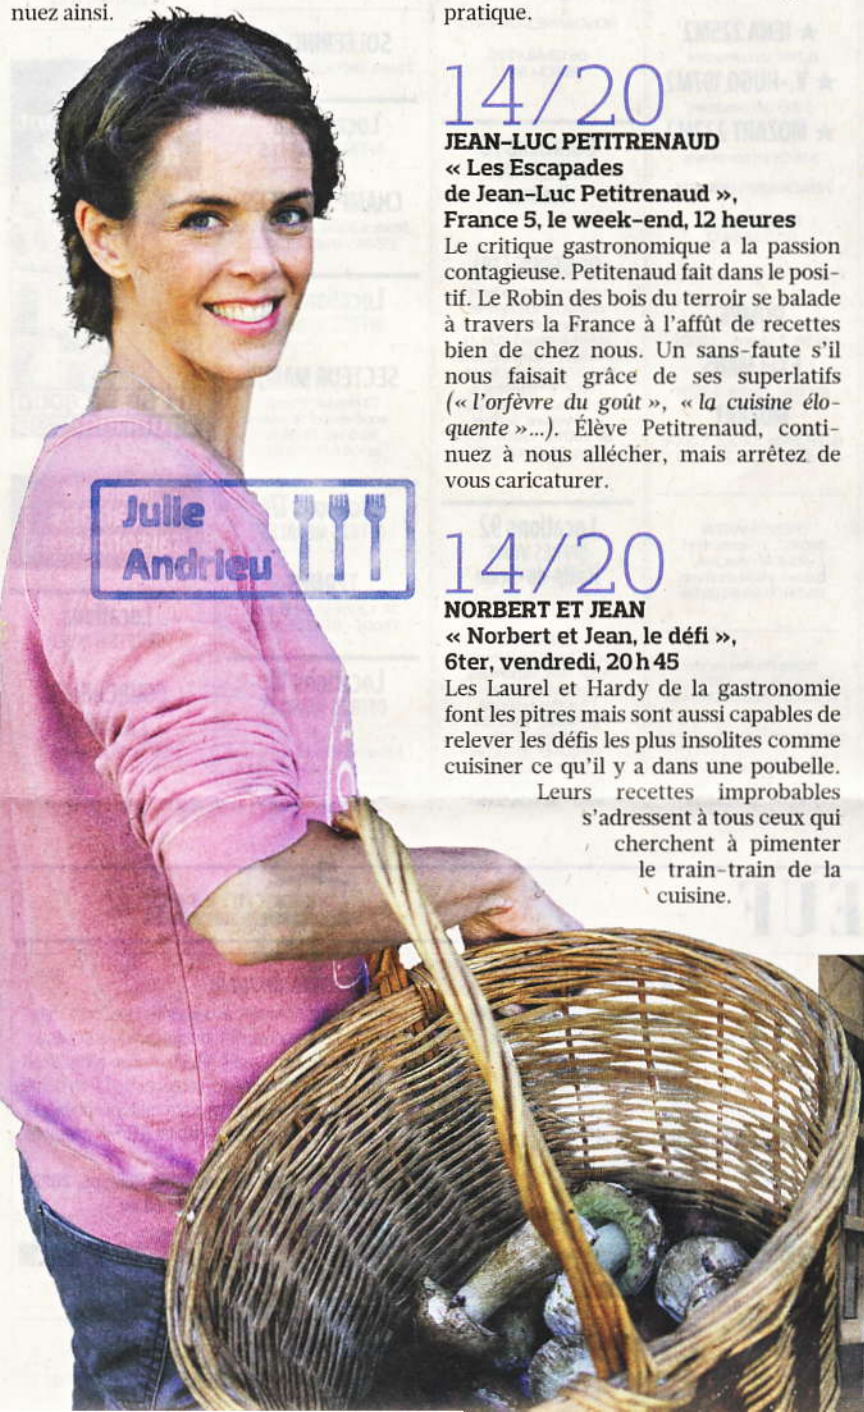 nuez ainsi.
Julie
Andrieu
pratique.
14/20
JEAN-LUC PETITRENAUD
« Les Escapades
de Jean-Luc Petitrenaud »,
France 5, le week-end, 12 heures
Le critique gastronomique a la passion
contagieuse. Petitenaud fait dans le posi-
tif. Le Robin des bois du terroir se balade
à travers la France à l'affût de recettes
bien de chez nous. Un sans-faute s'il
nous faisait grâce de ses superlatifs
(« l'orfèvre du goût », « la cuisine élo-
quente »...). Élève Petitrenaud, conti-
nuez à nous allécher, mais arrêtez de
vous caricaturer.
14/20
NORBERT ET JEAN
« Norbert et Jean, le défi »,
6ter, vendredi, 20 h 45
Les Laurel et Hardy de la gastronomie
font les pitres mais sont aussi capables de
relever les défis les plus insolites comme
cuisiner ce qu'il y a dans une poubelle.
Leurs recettes improbables
s'adressent à tous ceux qui
cherchent à pimenter
le train-train de la
cuisine.